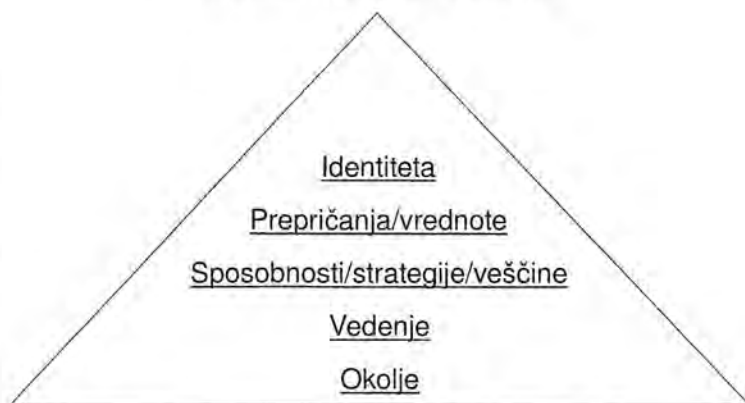 Identiteta
Prepričanja/vrednote
Sposobnosti/strategije/veščine
Vedenje
Okolje